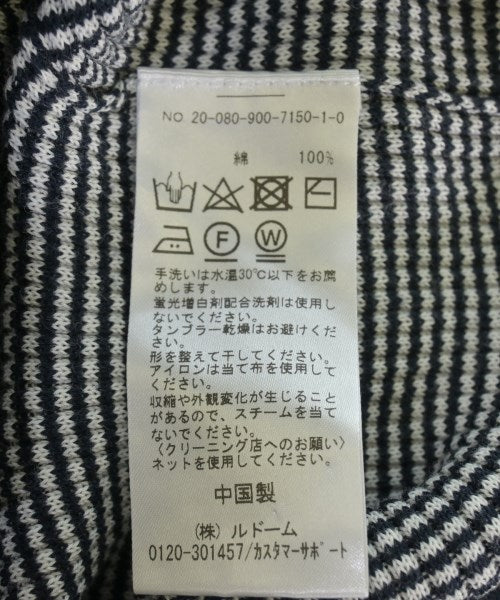 NO. 20-080-900-7150-1-0
綿 100%
F W
手洗いは水温30℃以下をお薦
めします。
蛍光増白剤配合洗剤は使用し
ないでください。
タンブラー乾燥はお避けくださ
い。
形を整えて干してください。
アイロンは当て布を使用して
ください。
収縮や外観変化が生じること
があるので、スチームを当て
ないでください。
〈クリーニング店へのお願い〉
ネットを使用してください。
中国製
(株) ルドーム
0120-301457/カスタマーサポート